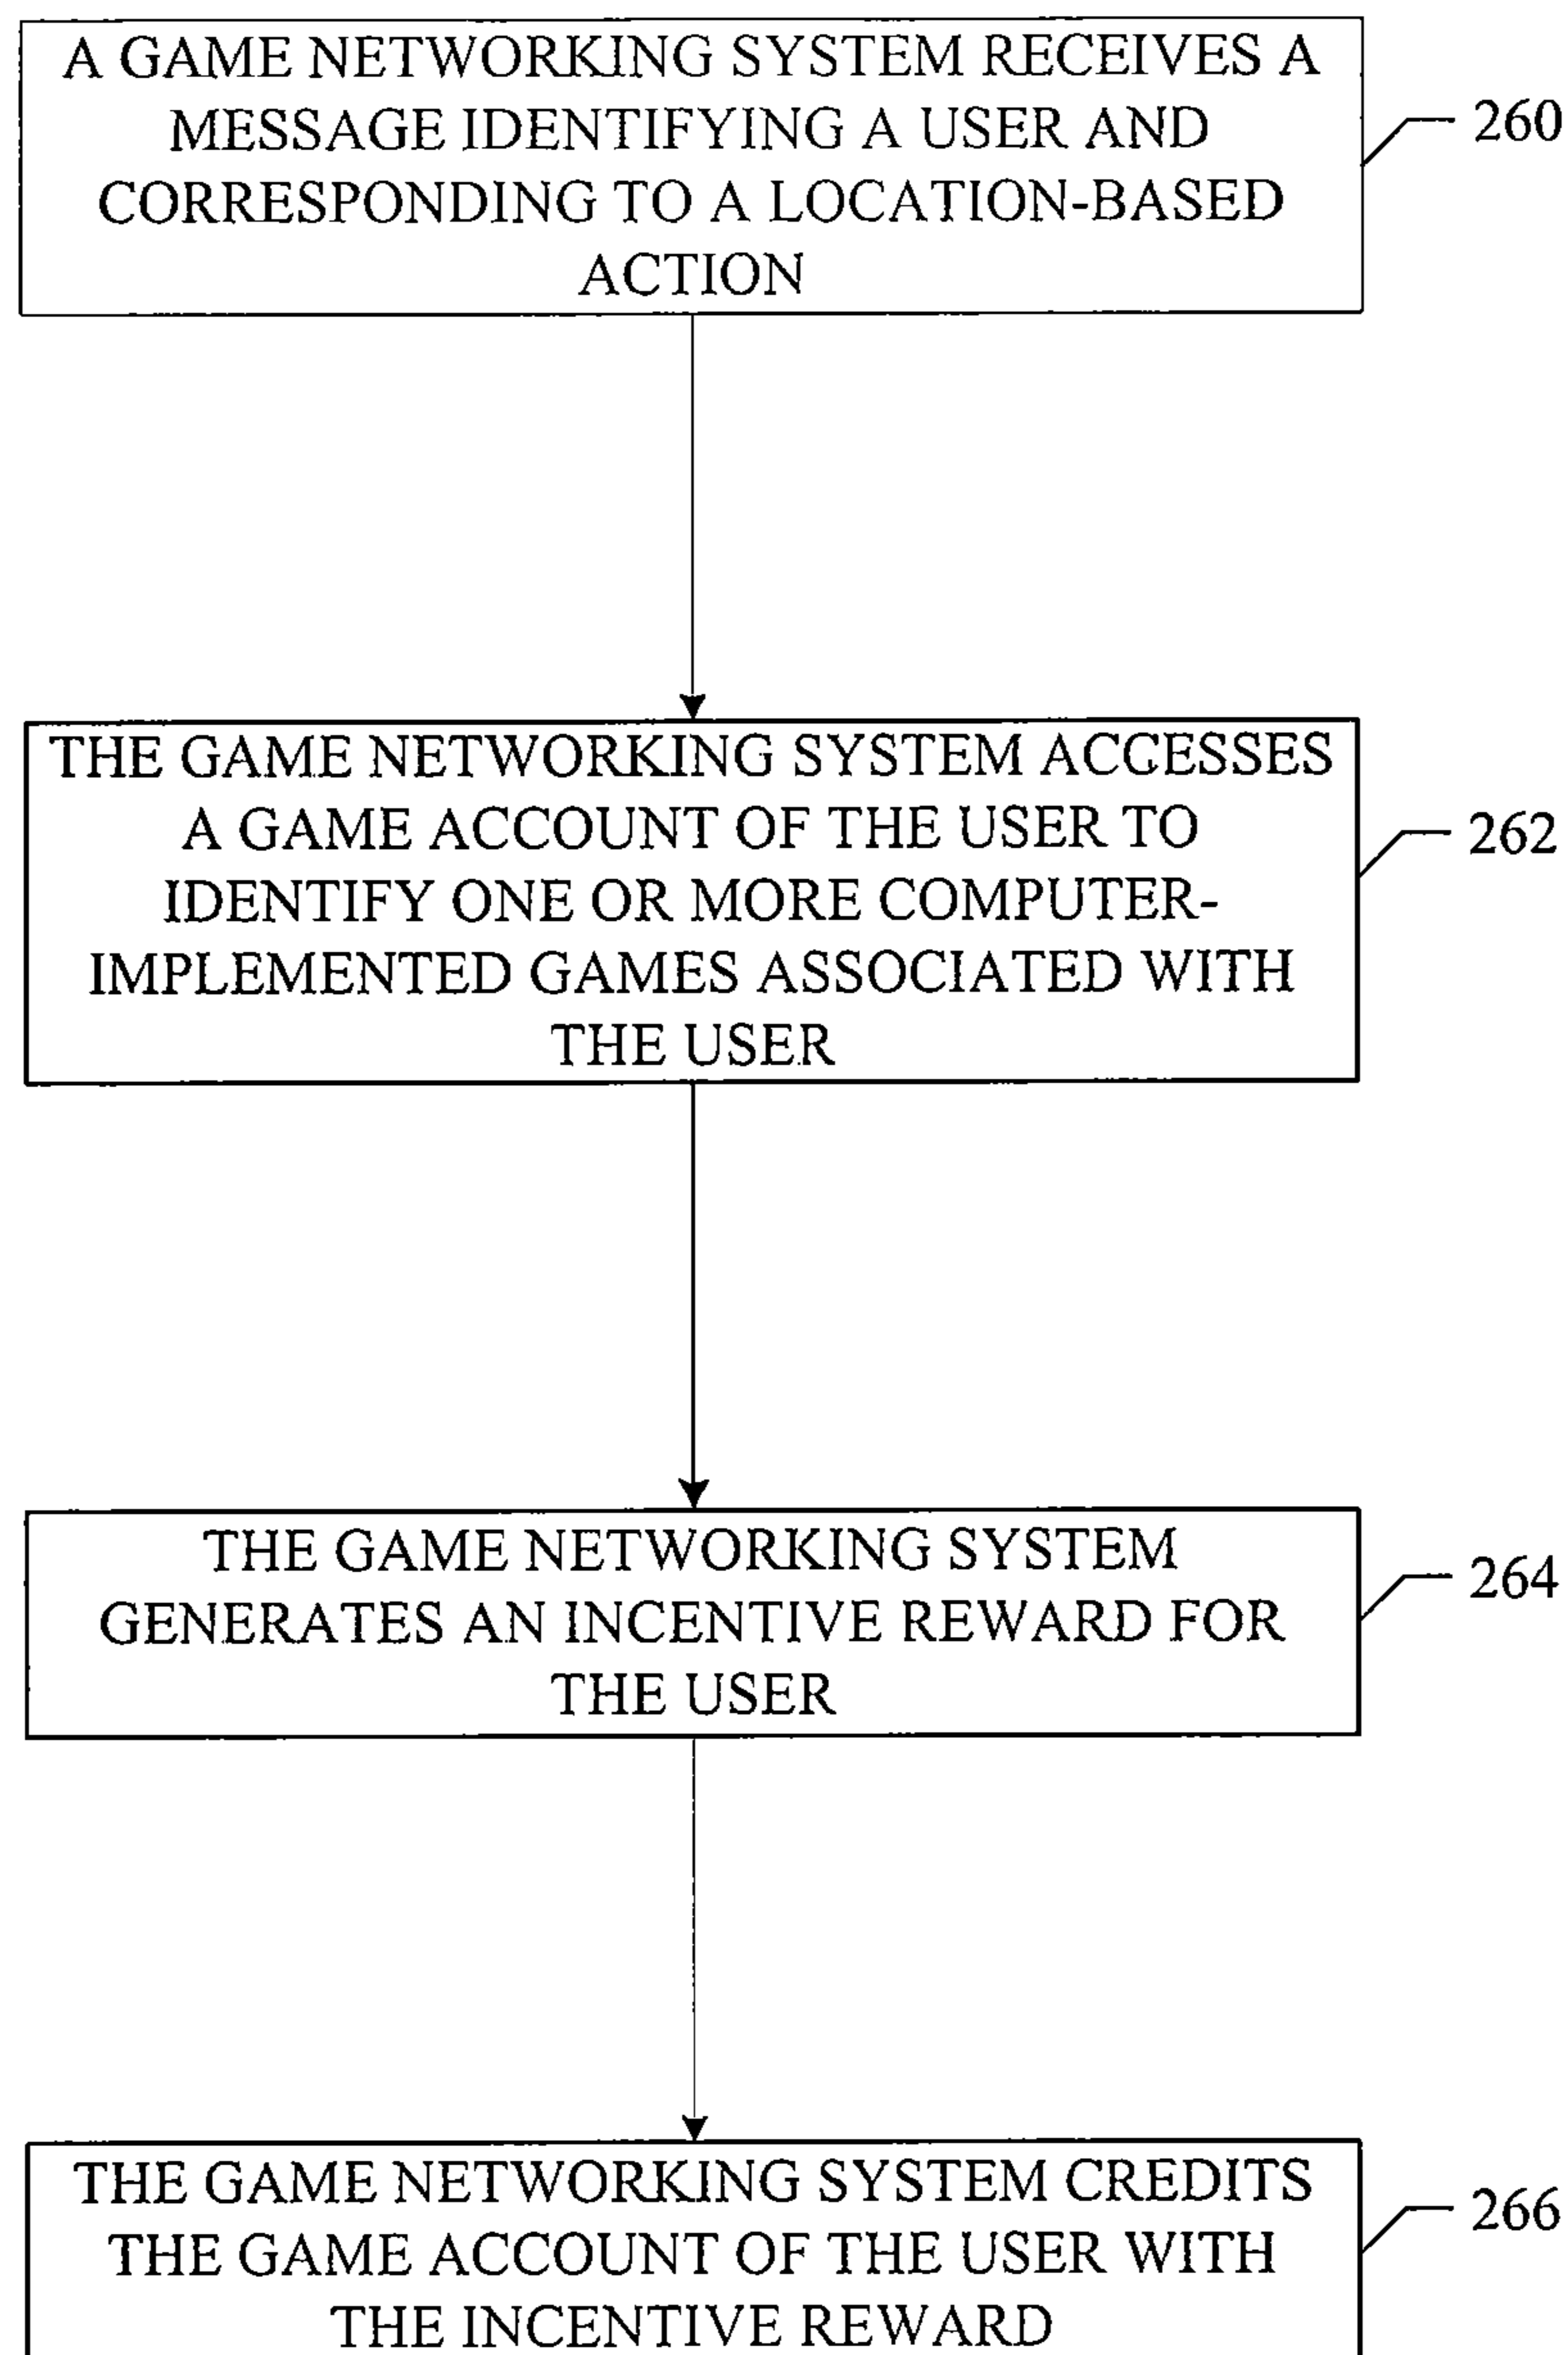 A GAME NETWORKING SYSTEM RECEIVES A
MESSAGE IDENTIFYING A USER AND
CORRESPONDING TO A LOCATION-BASED
ACTION
260
THE GAME NETWORKING SYSTEM ACCESSES
A GAME ACCOUNT OF THE USER TO
IDENTIFY ONE OR MORE COMPUTER-
IMPLEMENTED GAMES ASSOCIATED WITH
THE USER
262
THE GAME NETWORKING SYSTEM
GENERATES AN INCENTIVE REWARD FOR
THE USER
264
THE GAME NETWORKING SYSTEM CREDITS
THE GAME ACCOUNT OF THE USER WITH
THE INCENTIVE REWARD
266